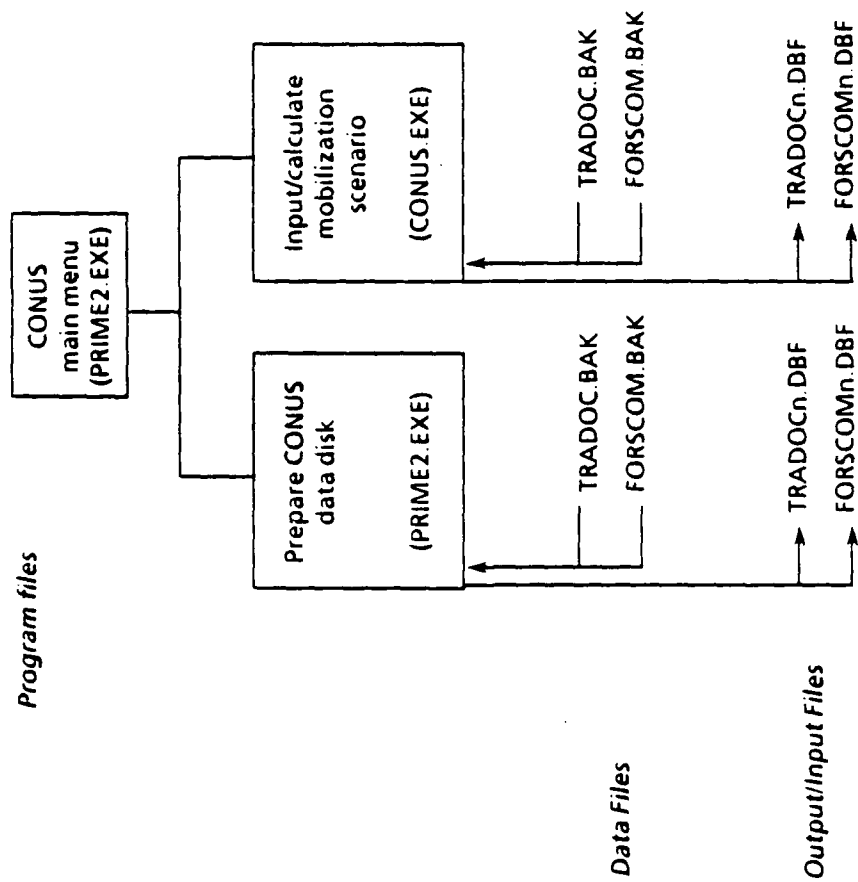 Program files
CONUS
main menu
(PRIME2.EXE)
Prepare CONUS
data disk
(PRIME2.EXE)
Input/calculate
mobilization
scenario
(CONUS.EXE)
Data Files
TRADOC.BAK
FORSCOM.BAK
TRADOC.BAK
FORSCOM.BAK
Output/Input Files
TRADOCn.DBF
FORSCOMn.DBF
TRADOCn.DBF
FORSCOMn.DBF